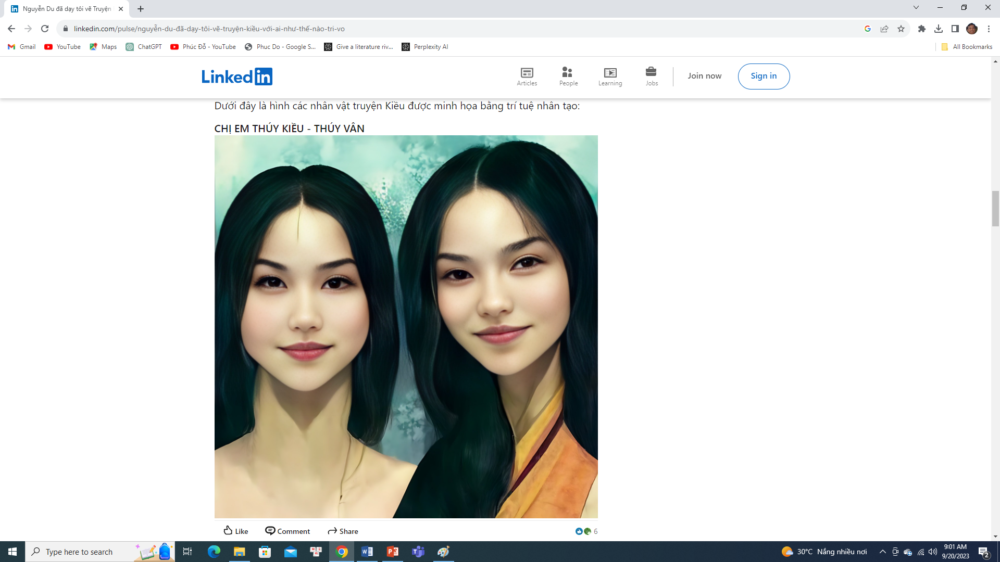 Nguyễn Du đã dạy tôi vẽ Truyện
linkedin.com/pulse/nguyễn-du-đã-dạy-tôi-vẽ-truyện-kiều-với-ai-như-thế-nào-tri-vo
Gmail YouTube Maps ChatGPT Phúc Đỗ - YouTube Phuc Do - Google S... Give a literature riv... Perplexity AI All Bookmarks
Linked in
Articles People Learning Jobs Join now Sign in
Dưới đây là hình các nhân vật truyện Kiều được minh họa bằng trí tuệ nhân tạo:
CHỊ EM THÚY KIỀU - THÚY VÂN
Like Comment Share 6
Type here to search
30°C Nắng nhiều nơi
9:01 AM
9/20/2023
2